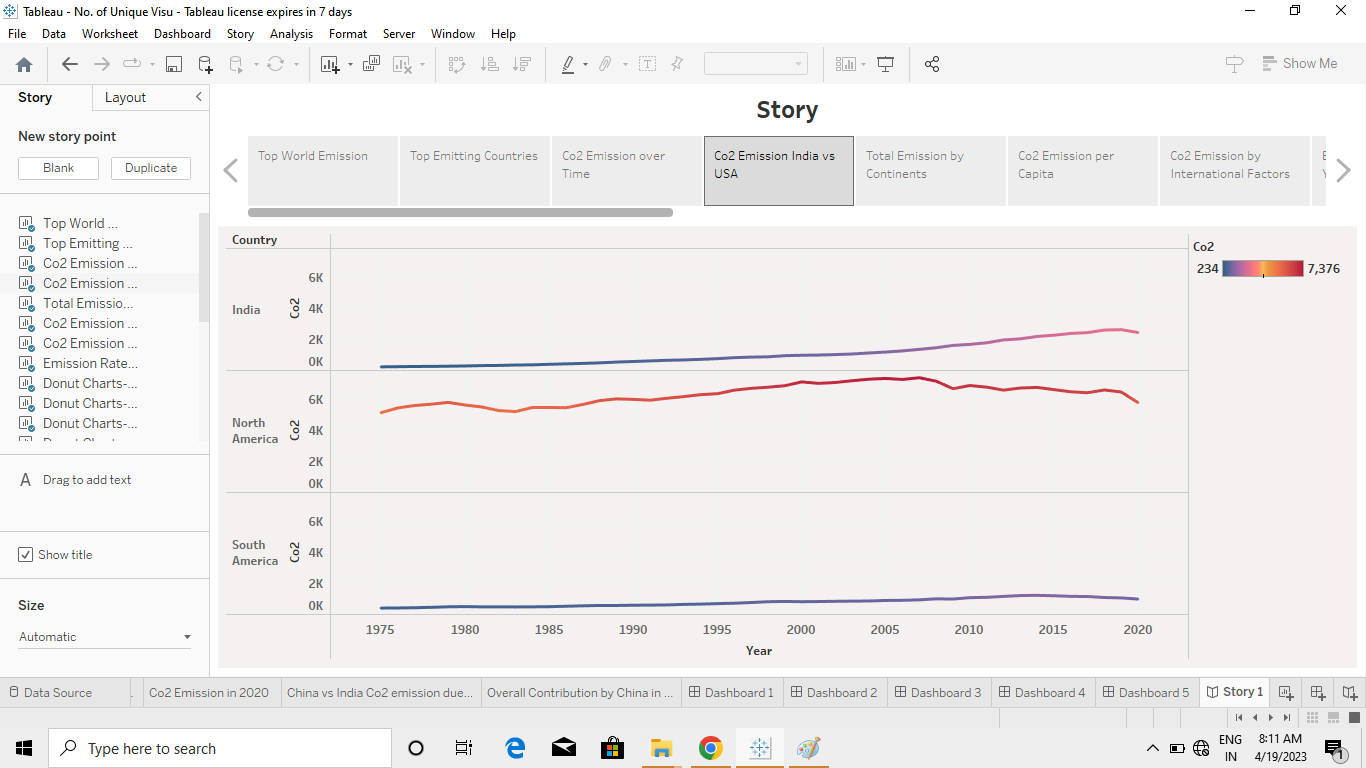 Tableau - No. of Unique Visu - Tableau license expires in 7 days
File Data Worksheet Dashboard Story Analysis Format Server Window Help
Show Me
Story Layout
New story point
Blank Duplicate
Top World ...
Top Emitting ...
Co2 Emission ...
Co2 Emission ...
Total Emissio...
Co2 Emission ...
Co2 Emission ...
Emission Rate...
Donut Charts-...
Donut Charts-...
Donut Charts-...
A Drag to add text
Show title
Size
Automatic
Story
Top World Emission
Top Emitting Countries
Co2 Emission over
Time
Co2 Emission India vs
USA
Total Emission by
Continents
Co2 Emission per
Capita
Co2 Emission by
International Factors
Country
India
Co2
6K
4K
2K
0K
North
America
Co2
6K
4K
2K
0K
South
America
Co2
6K
4K
2K
0K
1975 1980 1985 1990 1995 2000 2005 2010 2015 2020
Year
Co2
234 7,376
Data Source Co2 Emission in 2020 China vs India Co2 emission due... Overall Contribution by China in ... Dashboard 1 Dashboard 2 Dashboard 3 Dashboard 4 Dashboard 5 Story 1
Type here to search
ENG
IN
8:11 AM
4/19/2023
1